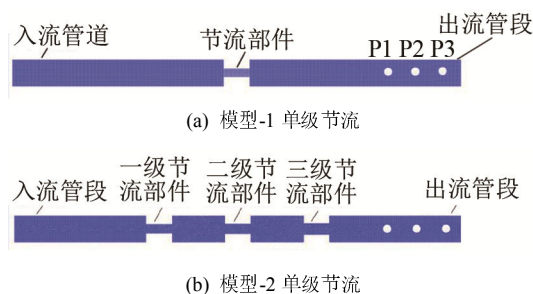 入流管道
节流部件
P1 P2 P3
出流管段
(a) 模型-1 单级节流
入流管段
一级节
流部件
二级节
流部件
三级节
流部件
出流管段
(b) 模型-2 单级节流